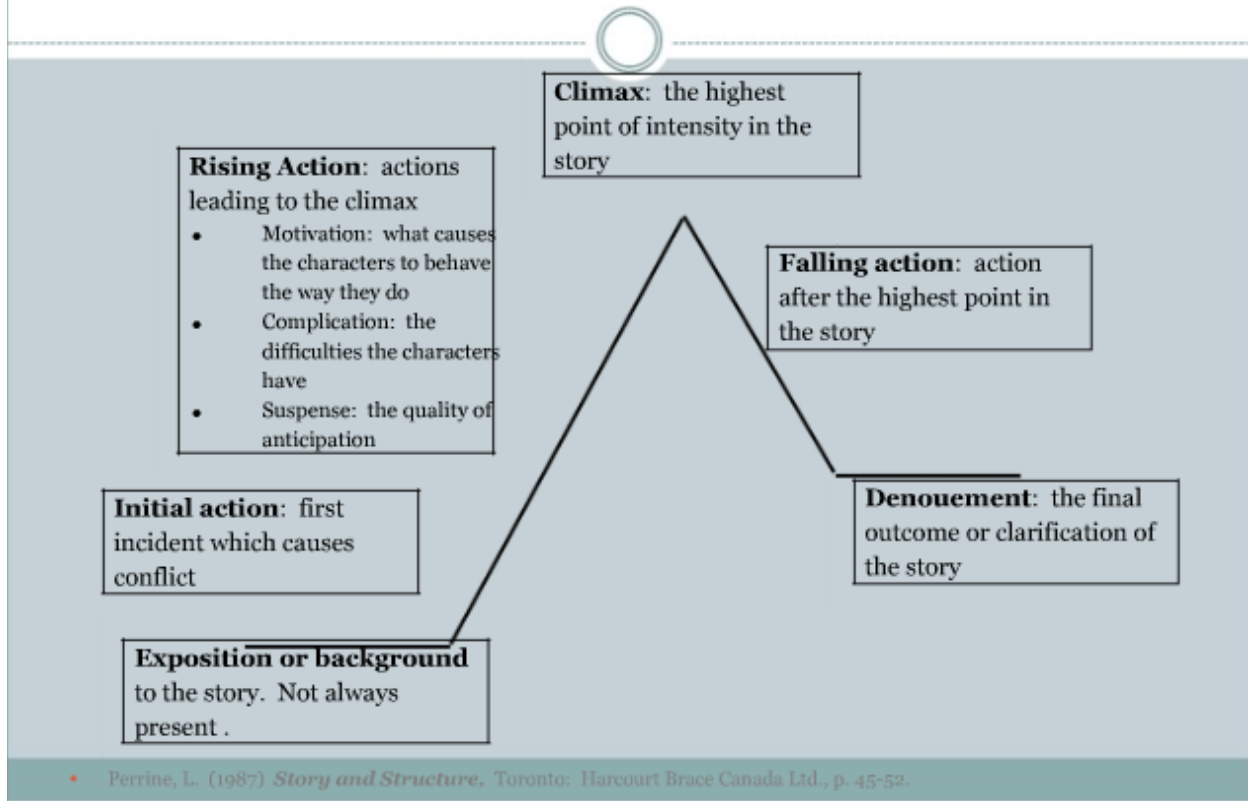 Climax:  the highest
point of intensity in the
story
Rising Action:  actions
leading to the climax
• Motivation:  what causes
the characters to behave
the way they do
• Complication:  the
difficulties the characters
have
• Suspense:  the quality of
anticipation
Falling action:  action
after the highest point in
the story
Initial action:  first
incident which causes
conflict
Denouement:  the final
outcome or clarification of
the story
Exposition or background
to the story.  Not always
present .
• Perrine, L.  (1987)  Story and Structure,  Toronto:  Harcourt Brace Canada Ltd., p. 45-52.